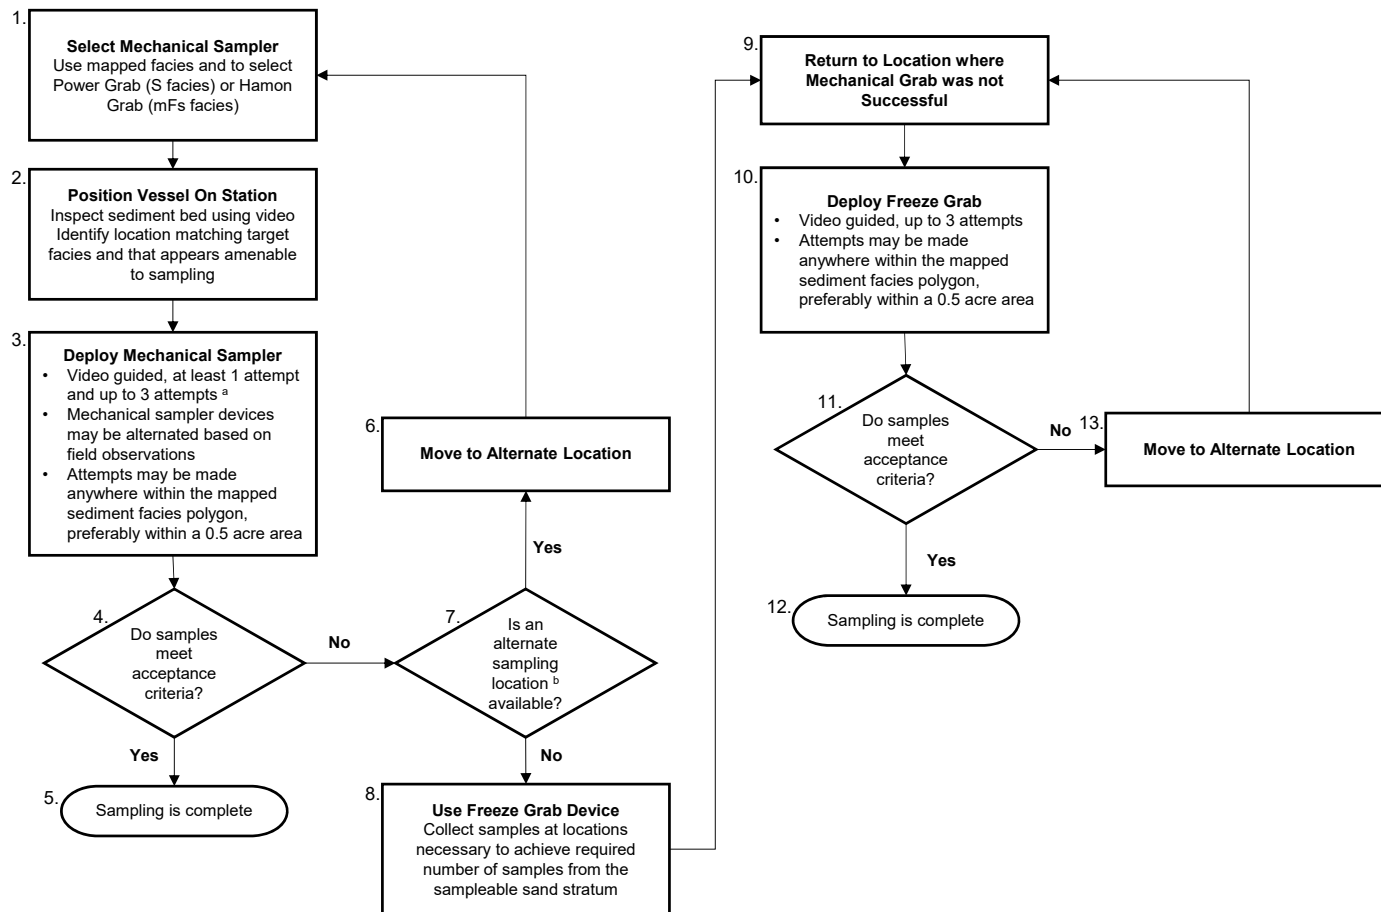 1.
Select Mechanical Sampler
Use mapped facies and to select
Power Grab (S facies) or Hamon
Grab (mFs facies)
2.
Position Vessel On Station
Inspect sediment bed using video
Identify location matching target
facies and that appears amenable
to sampling
3.
Deploy Mechanical Sampler
• Video guided, at least 1 attempt
and up to 3 attempts a
• Mechanical sampler devices
may be alternated based on
field observations
• Attempts may be made
anywhere within the mapped
sediment facies polygon,
preferably within a 0.5 acre area
4.
Do samples
meet
acceptance
criteria?
No
Yes
5.
Sampling is complete
6.
Move to Alternate Location
Yes
7.
Is an
alternate
sampling
location b
available?
No
8.
Use Freeze Grab Device
Collect samples at locations
necessary to achieve required
number of samples from the
sampleable sand stratum
9.
Return to Location where
Mechanical Grab was not
Successful
10.
Deploy Freeze Grab
• Video guided, up to 3 attempts
• Attempts may be made
anywhere within the mapped
sediment facies polygon,
preferably within a 0.5 acre area
11.
Do samples
meet
acceptance
criteria?
No
Yes
12.
Sampling is complete
13.
Move to Alternate Location